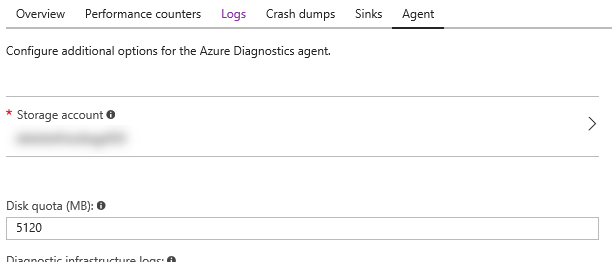 Overview Performance counters Logs Crash dumps Sinks Agent
Configure additional options for the Azure Diagnostics agent.
* Storage account
Disk quota (MB):
5120
Diagnostic infrastructure logs: